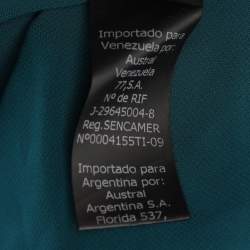 Importado para
Venezuela por:
Austral
Venezuela
77,S.A.
Nº de RIF
J-29645004-8
Reg.SENCAMER
Nº0004155TI-09
Importado para
Argentina por:
Austral
Argentina S.A.
Florida 537,